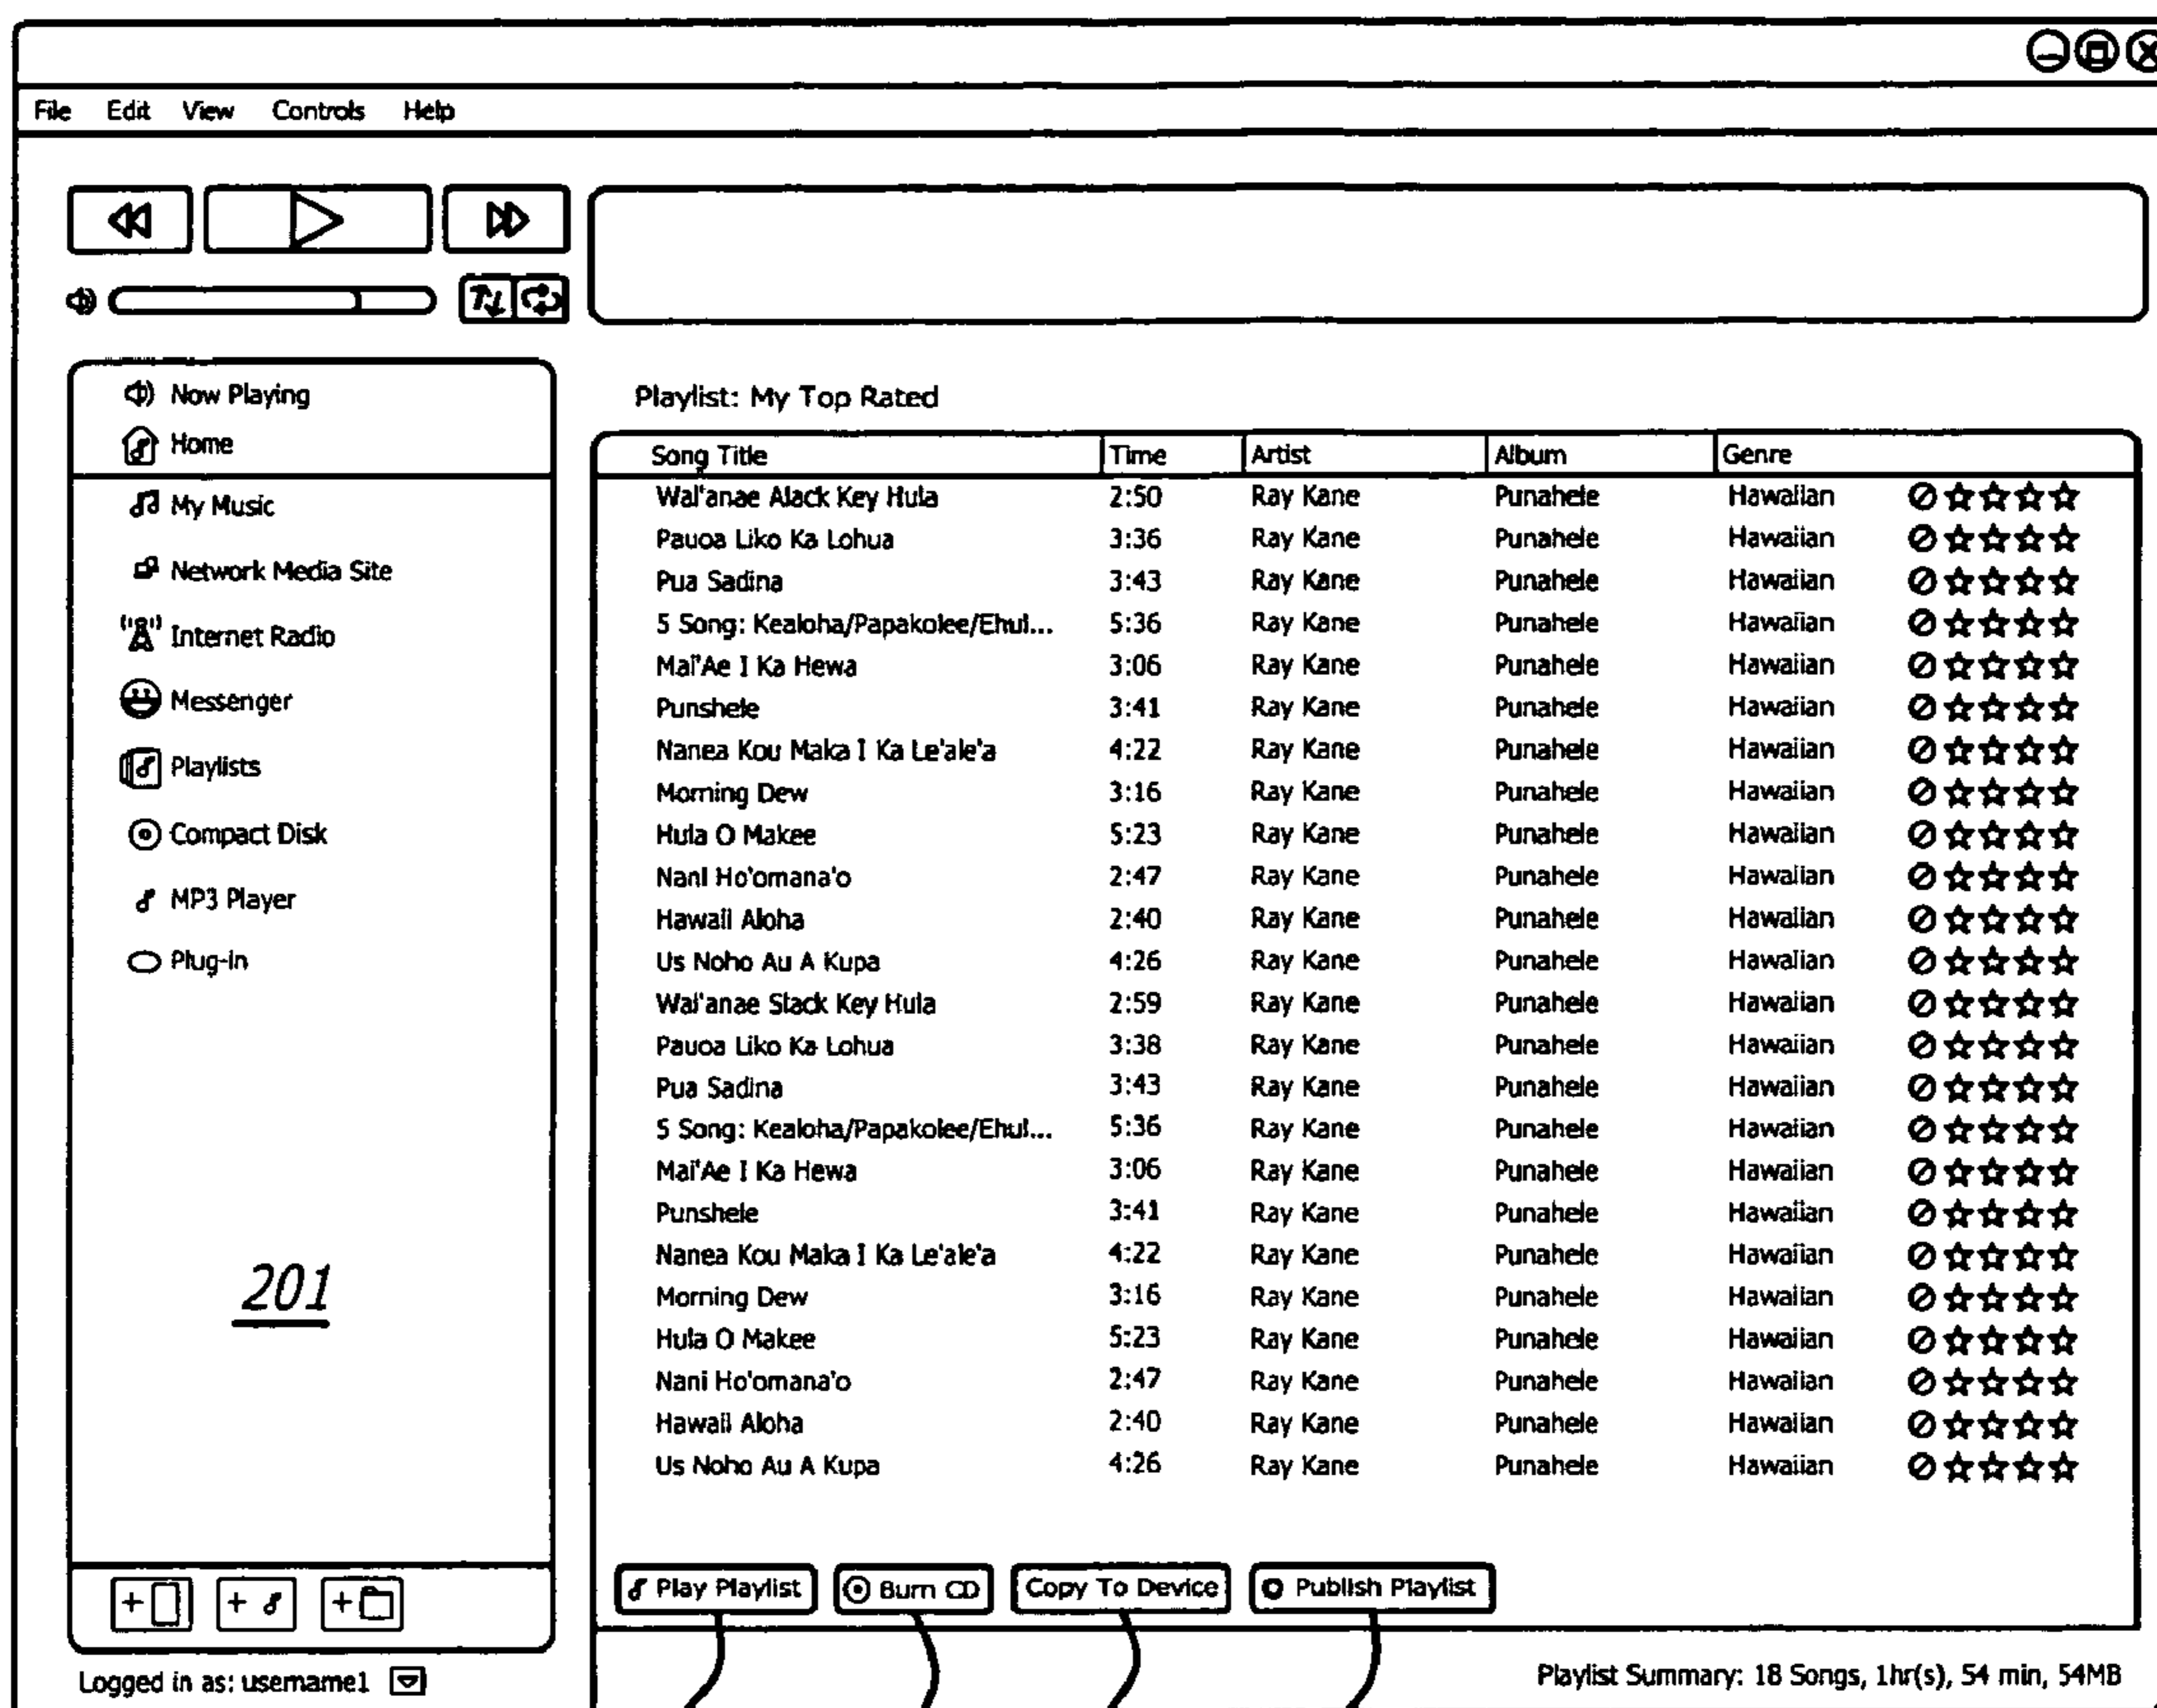 File Edit View Controls Help
Now Playing
Home
My Music
Network Media Site
Internet Radio
Messenger
Playlists
Compact Disk
MP3 Player
Plug-in
201
Logged in as: username1
Playlist: My Top Rated
Song Title Time Artist Album Genre
Wai'anae Alack Key Hula 2:50 Ray Kane Punahele Hawaiian
Pauoa Liko Ka Lohua 3:36 Ray Kane Punahele Hawaiian
Pua Sadina 3:43 Ray Kane Punahele Hawaiian
5 Song: Kealoha/Papakolee/Ehui... 5:36 Ray Kane Punahele Hawaiian
Mai'Ae I Ka Hewa 3:06 Ray Kane Punahele Hawaiian
Punshele 3:41 Ray Kane Punahele Hawaiian
Nanea Kou Maka I Ka Le'ale'a 4:22 Ray Kane Punahele Hawaiian
Morning Dew 3:16 Ray Kane Punahele Hawaiian
Hula O Makee 5:23 Ray Kane Punahele Hawaiian
Nani Ho'omana'o 2:47 Ray Kane Punahele Hawaiian
Hawaii Aloha 2:40 Ray Kane Punahele Hawaiian
Us Noho Au A Kupa 4:26 Ray Kane Punahele Hawaiian
Wai'anae Slack Key Hula 2:59 Ray Kane Punahele Hawaiian
Pauoa Liko Ka Lohua 3:38 Ray Kane Punahele Hawaiian
Pua Sadina 3:43 Ray Kane Punahele Hawaiian
5 Song: Kealoha/Papakolee/Ehui... 5:36 Ray Kane Punahele Hawaiian
Mai'Ae I Ka Hewa 3:06 Ray Kane Punahele Hawaiian
Punshele 3:41 Ray Kane Punahele Hawaiian
Nanea Kou Maka I Ka Le'ale'a 4:22 Ray Kane Punahele Hawaiian
Morning Dew 3:16 Ray Kane Punahele Hawaiian
Hula O Makee 5:23 Ray Kane Punahele Hawaiian
Nani Ho'omana'o 2:47 Ray Kane Punahele Hawaiian
Hawaii Aloha 2:40 Ray Kane Punahele Hawaiian
Us Noho Au A Kupa 4:26 Ray Kane Punahele Hawaiian
Play Playlist Burn CD Copy To Device Publish Playlist
Playlist Summary: 18 Songs, 1hr(s), 54 min, 54MB